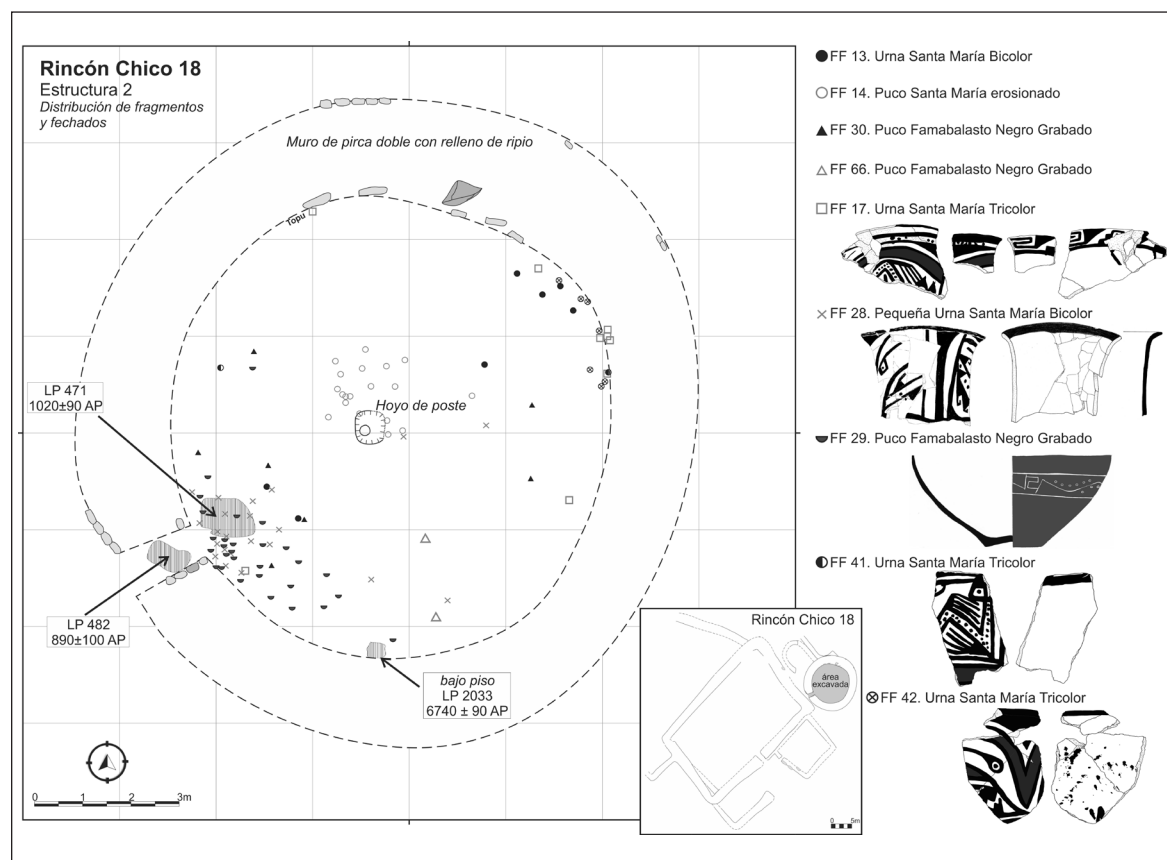 Rincón Chico 18
Estructura 2
Distribución de fragmentos
y fechados
Muro de pirca doble con relleno de ripio
Topu
Hoyo de poste
LP 471
1020±90 AP
LP 482
890±100 AP
bajo piso
LP 2033
6740 ± 90 AP
0 1 2 3m
Rincón Chico 18
área
excavada
0 5m
FF 13. Urna Santa María Bicolor
FF 14. Puco Santa María erosionado
FF 30. Puco Famabalasto Negro Grabado
FF 66. Puco Famabalasto Negro Grabado
FF 17. Urna Santa María Tricolor
FF 28. Pequeña Urna Santa María Bicolor
FF 29. Puco Famabalasto Negro Grabado
FF 41. Urna Santa María Tricolor
FF 42. Urna Santa María Tricolor